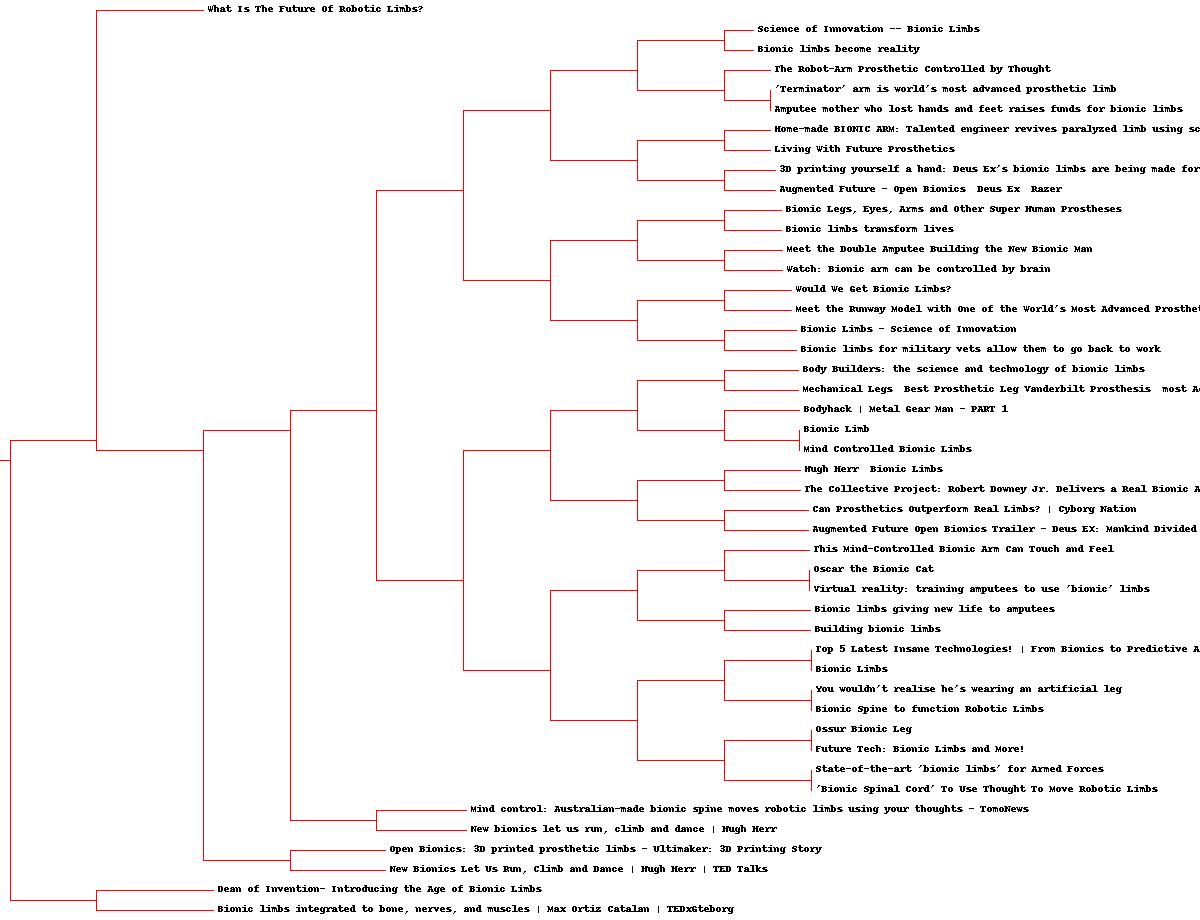 What Is The Future Of Robotic Limbs?
Science of Innovation -- Bionic Limbs
Bionic limbs become reality
The Robot-Arm Prosthetic Controlled by Thought
'Terminator' arm is world's most advanced prosthetic limb
Amputee mother who lost hands and feet raises funds for bionic limbs
Home-made BIONIC ARM: Talented engineer revives paralyzed limb using sc
Living With Future Prosthetics
3D printing yourself a hand: Deus Ex's bionic limbs are being made for
Augmented Future - Open Bionics  Deus Ex  Razer
Bionic Legs, Eyes, Arms and Other Super Human Prostheses
Bionic limbs transform lives
Meet the Double Amputee Building the New Bionic Man
Watch: Bionic arm can be controlled by brain
Would We Get Bionic Limbs?
Meet the Runway Model with One of the World's Most Advanced Prosthet
Bionic Limbs - Science of Innovation
Bionic limbs for military vets allow them to go back to work
Body Builders: the science and technology of bionic limbs
Mechanical Legs  Best Prosthetic Leg Vanderbilt Prosthesis  most A
Bodyhack | Metal Gear Man - PART 1
Bionic Limb
Mind Controlled Bionic Limbs
Hugh Herr  Bionic Limbs
The Collective Project: Robert Downey Jr. Delivers a Real Bionic A
Can Prosthetics Outperform Real Limbs? | Cyborg Nation
Augmented Future Open Bionics Trailer - Deus EX: Mankind Divided
This Mind-Controlled Bionic Arm Can Touch and Feel
Oscar the Bionic Cat
Virtual reality: training amputees to use 'bionic' limbs
Bionic limbs giving new life to amputees
Building bionic limbs
Top 5 Latest Insane Technologies! | From Bionics to Predictive A
Bionic Limbs
You wouldn't realise he's wearing an artificial leg
Bionic Spine to function Robotic Limbs
Ossur Bionic Leg
Future Tech: Bionic Limbs and More!
State-of-the-art 'bionic limbs' for Armed Forces
'Bionic Spinal Cord' To Use Thought To Move Robotic Limbs
Mind control: Australian-made bionic spine moves robotic limbs using your thoughts - TomoNews
New bionics let us run, climb and dance | Hugh Herr
Open Bionics: 3D printed prosthetic limbs - Ultimaker: 3D Printing Story
New Bionics Let Us Run, Climb and Dance | Hugh Herr | TED Talks
Dean of Invention- Introducing the Age of Bionic Limbs
Bionic limbs integrated to bone, nerves, and muscles | Max Ortiz Catalan | TEDxGteborg